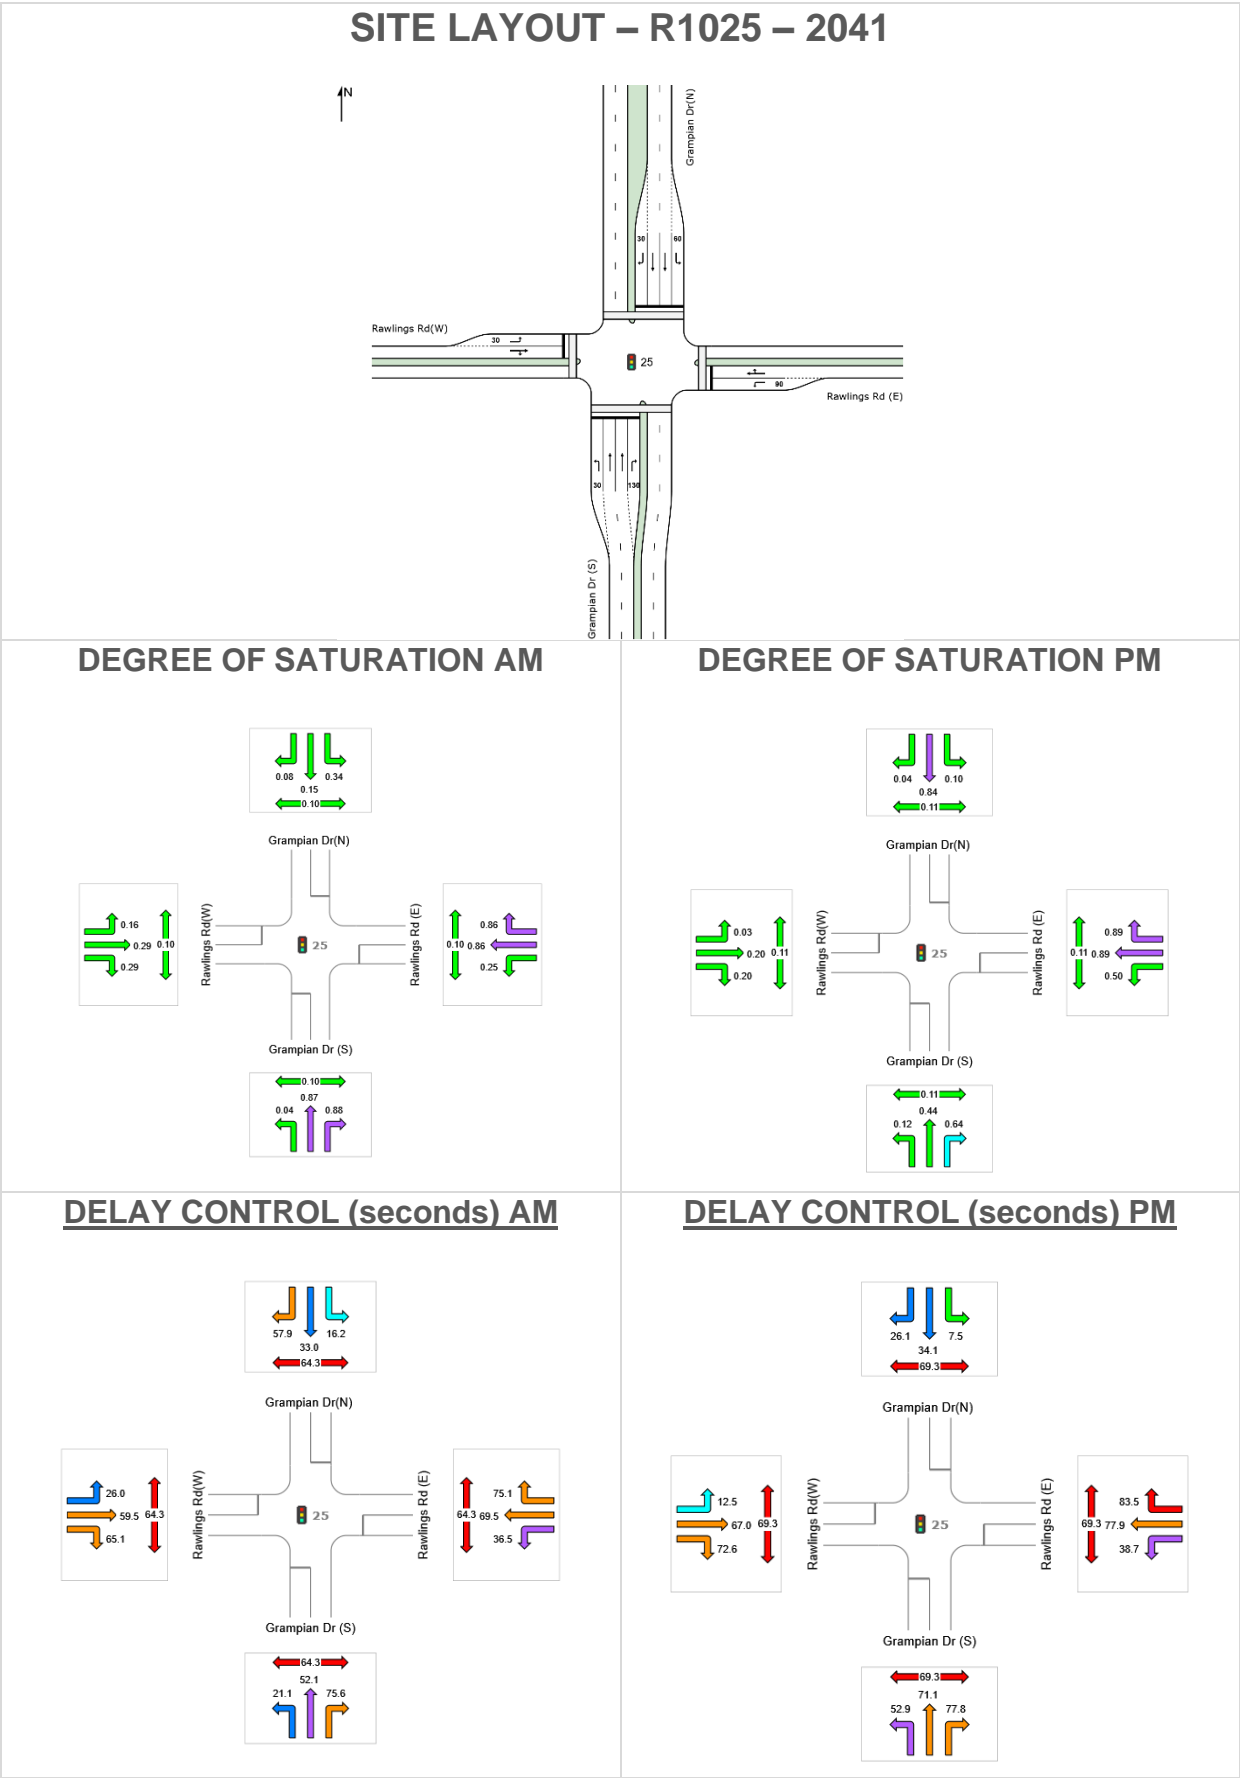 SITE LAYOUT – R1025 – 2041
N
Grampian Dr(N)
30 60
Rawlings Rd(W)
30
25
90
Rawlings Rd (E)
30 130
Grampian Dr (S)
DEGREE OF SATURATION AM
0.08 0.34
0.15
0.10
Grampian Dr(N)
0.16
0.29 0.10
0.29
Rawlings Rd(W)
25
Rawlings Rd (E)
0.86
0.10 0.86
0.25
Grampian Dr (S)
0.10
0.87
0.04 0.88
DEGREE OF SATURATION PM
0.04 0.10
0.84
0.11
Grampian Dr(N)
0.03
0.20 0.11
0.20
Rawlings Rd(W)
25
Rawlings Rd (E)
0.89
0.11 0.89
0.50
Grampian Dr (S)
0.11
0.44
0.12 0.64
DELAY CONTROL (seconds) AM
57.9 16.2
33.0
64.3
Grampian Dr(N)
26.0
59.5 64.3
65.1
Rawlings Rd(W)
25
Rawlings Rd (E)
75.1
64.3 69.5
36.5
Grampian Dr (S)
64.3
52.1
21.1 75.6
DELAY CONTROL (seconds) PM
26.1 7.5
34.1
69.3
Grampian Dr(N)
12.5
67.0 69.3
72.6
Rawlings Rd(W)
25
Rawlings Rd (E)
83.5
69.3 77.9
38.7
Grampian Dr (S)
69.3
71.1
52.9 77.8